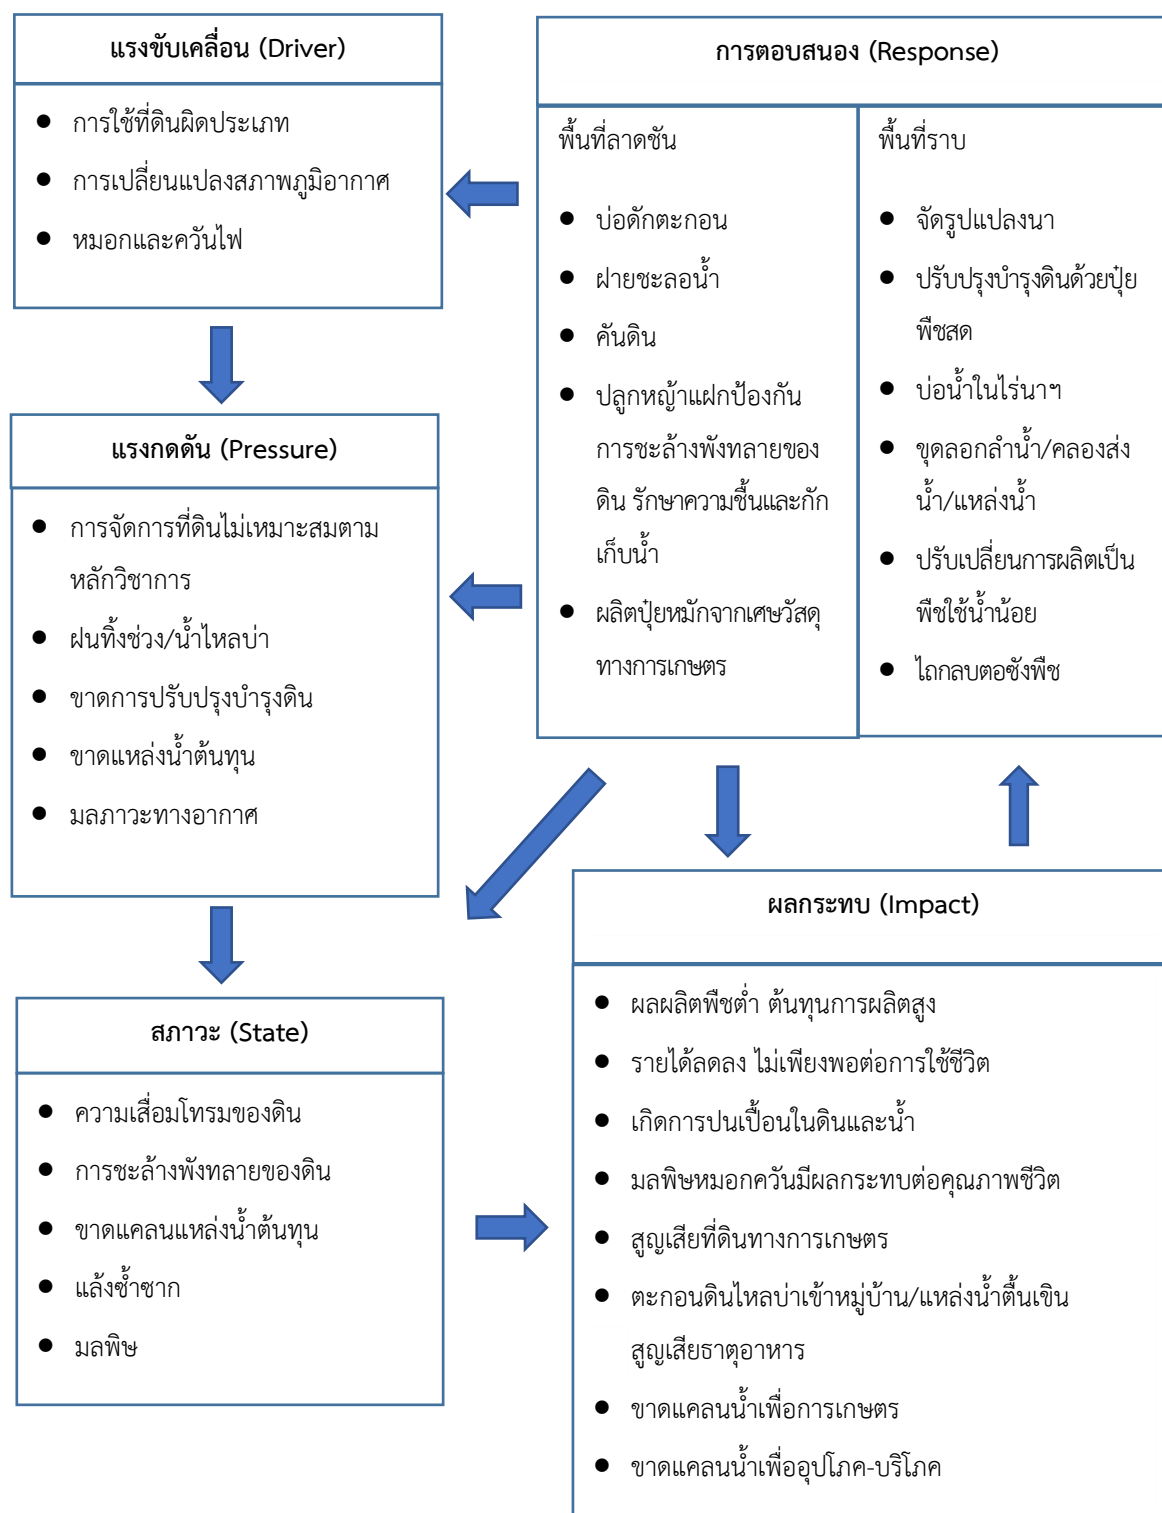 แรงขับเคลื่อน (Driver)
● การใช้ที่ดินผิดประเภท
● การเปลี่ยนแปลงสภาพภูมิอากาศ
● หมอกและควันไฟ
การตอบสนอง (Response)
พื้นที่ลาดชัน
● บ่อดักตะกอน
● ฝายชะลอน้ำ
● คันดิน
● ปลูกหญ้าแฝกป้องกัน
การชะล้างพังทลายของ
ดิน รักษาความชื้นและกัก
เก็บน้ำ
● ผลิตปุ๋ยหมักจากเศษวัสดุ
ทางการเกษตร
พื้นที่ราบ
● จัดรูปแปลงนา
● ปรับปรุงบำรุงดินด้วยปุ๋ย
พืชสด
● บ่อน้ำในไร่นาฯ
● ขุดลอกลำน้ำ/คลองส่ง
น้ำ/แหล่งน้ำ
● ปรับเปลี่ยนการผลิตเป็น
พืชใช้น้ำน้อย
● ไถกลบตอซังพืช
แรงกดดัน (Pressure)
● การจัดการที่ดินไม่เหมาะสมตาม
หลักวิชาการ
● ฝนทิ้งช่วง/น้ำไหลบ่า
● ขาดการปรับปรุงบำรุงดิน
● ขาดแหล่งน้ำต้นทุน
● มลภาวะทางอากาศ
สภาวะ (State)
● ความเสื่อมโทรมของดิน
● การชะล้างพังทลายของดิน
● ขาดแคลนแหล่งน้ำต้นทุน
● แล้งซ้ำซาก
● มลพิษ
ผลกระทบ (Impact)
● ผลผลิตพืชต่ำ ต้นทุนการผลิตสูง
● รายได้ลดลง ไม่เพียงพอต่อการใช้ชีวิต
● เกิดการปนเปื้อนในดินและน้ำ
● มลพิษหมอกควันมีผลกระทบต่อคุณภาพชีวิต
● สูญเสียที่ดินทางการเกษตร
● ตะกอนดินไหลบ่าเข้าหมู่บ้าน/แหล่งน้ำตื้นเขิน
สูญเสียธาตุอาหาร
● ขาดแคลนน้ำเพื่อการเกษตร
● ขาดแคลนน้ำเพื่ออุปโภค-บริโภค